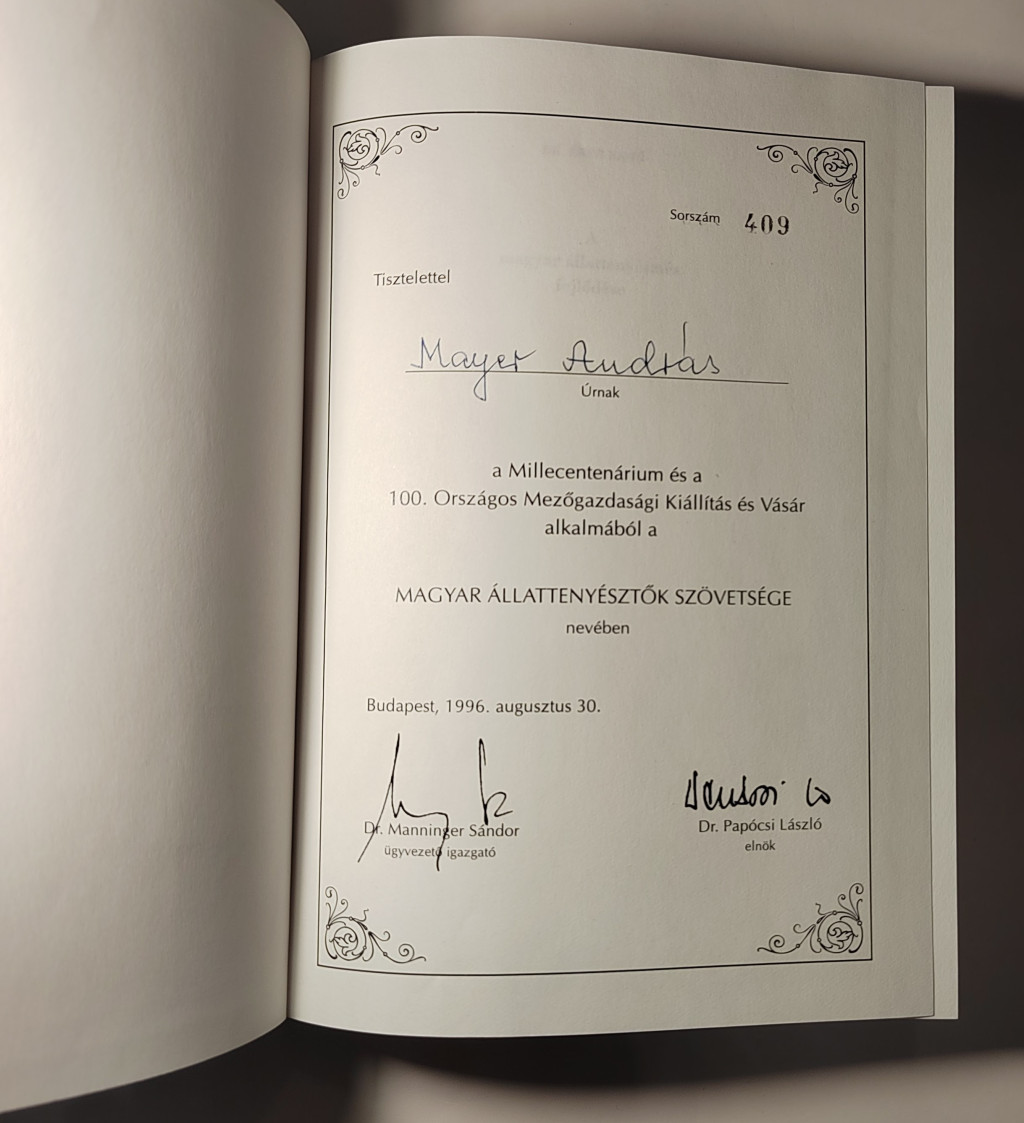 Sorszám 409
Tisztelettel
Mayer András
Úrnak
a Millecentenárium és a
100. Országos Mezőgazdasági Kiállítás és Vásár
alkalmából a
MAGYAR ÁLLATTENYÉSZTŐK SZÖVETSÉGE
nevében
Budapest, 1996. augusztus 30.
Dr. Manninger Sándor
ügyvezető igazgató
Dr. Papócsi László
elnök